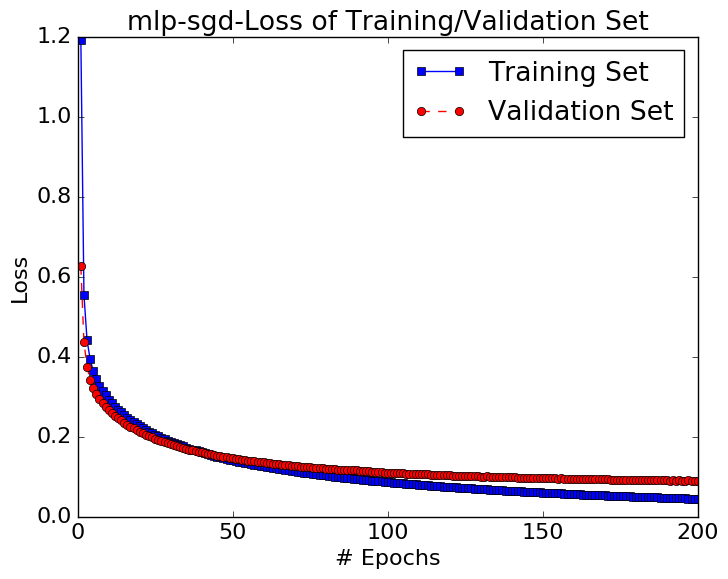 mlp-sgd-Loss of Training/Validation Set
1.2
Training Set
Validation Set
1.0
0.8
0.6
Loss
0.4
0.2
0.0
0 50 100 150 200
# Epochs